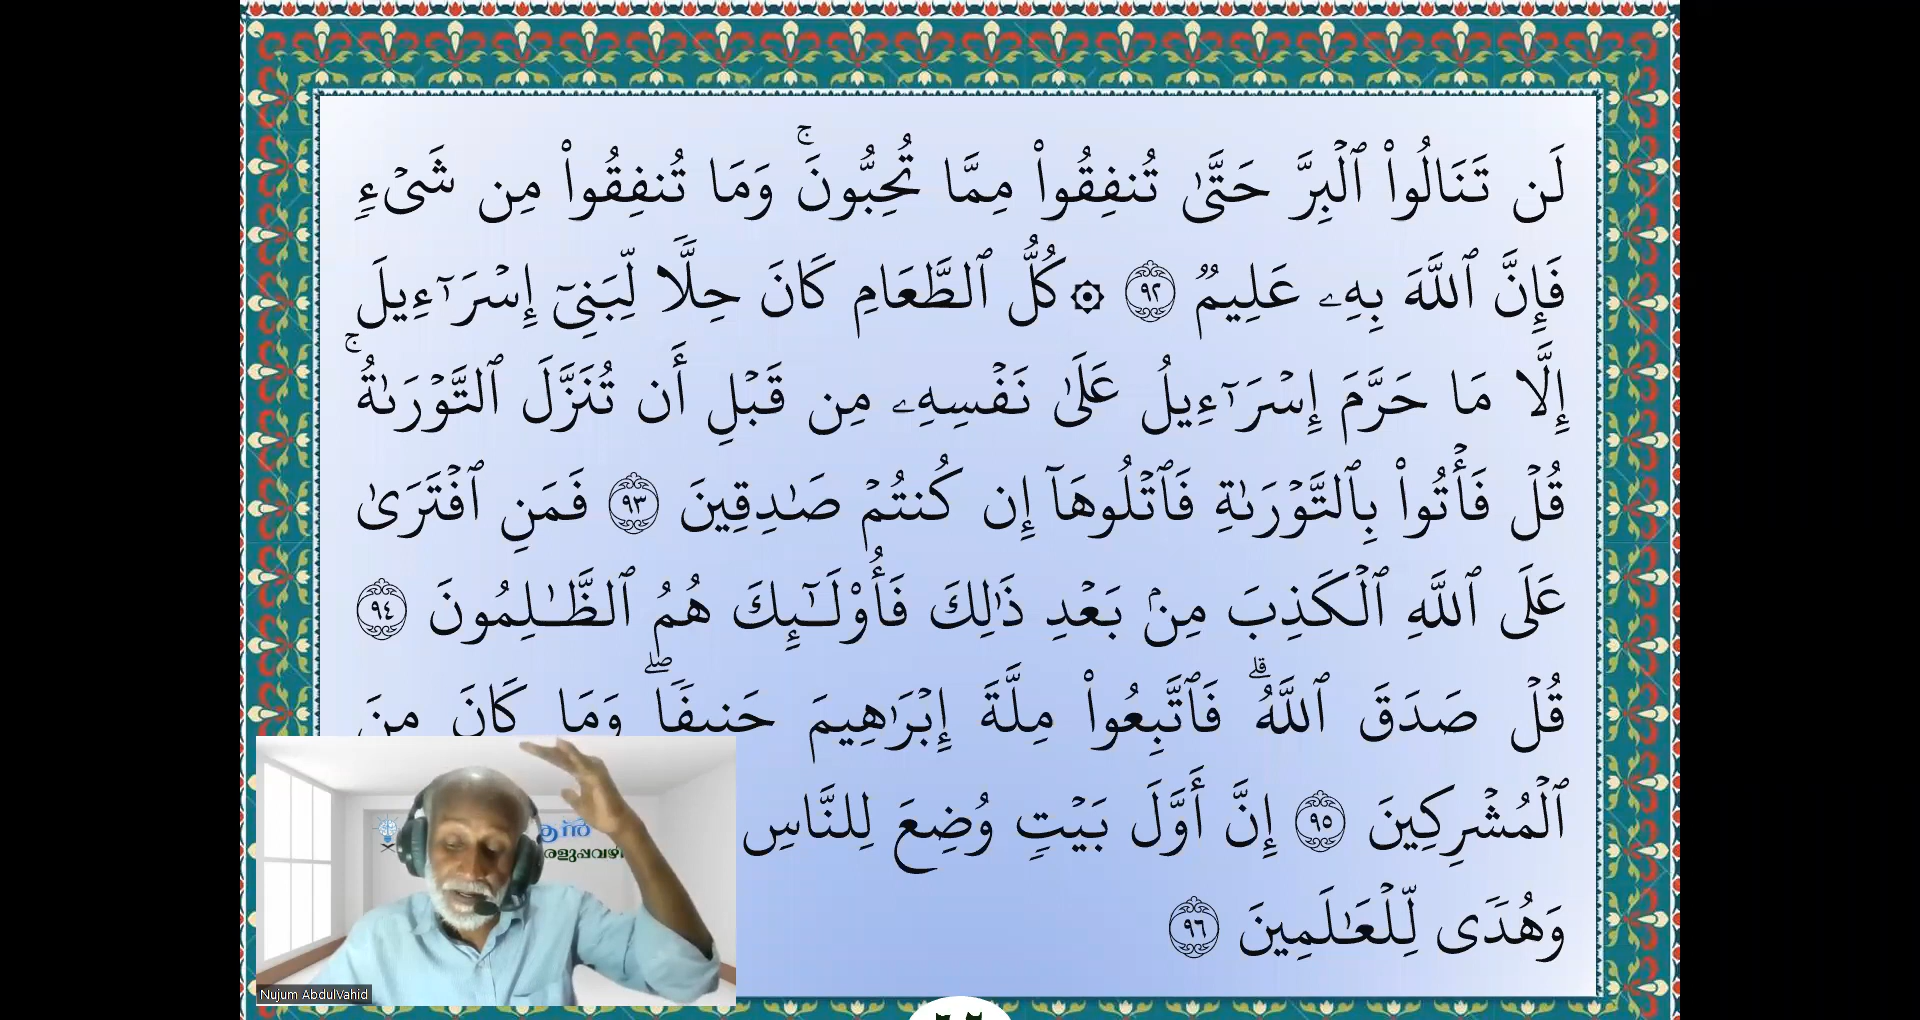 لَن تَنَالُوا۟ ٱلْبِرَّ حَتَّىٰ تُنفِقُوا۟ مِمَّا تُحِبُّونَ ۚ وَمَا تُنفِقُوا۟ مِن شَىْءٍ
فَإِنَّ ٱللَّهَ بِهِۦ عَلِيمٌ ٩٢ ۞ كُلُّ ٱلطَّعَامِ كَانَ حِلًّا لِّبَنِىٓ إِسْرَٰٓءِيلَ
إِلَّا مَا حَرَّمَ إِسْرَٰٓءِيلُ عَلَىٰ نَفْسِهِۦ مِن قَبْلِ أَن تُنَزَّلَ ٱلتَّوْرَىٰةُ ۚ
قُلْ فَأْتُوا۟ بِٱلتَّوْرَىٰةِ فَٱتْلُوهَآ إِن كُنتُمْ صَـٰدِقِينَ ٩٣ فَمَنِ ٱفْتَرَىٰ
عَلَى ٱللَّهِ ٱلْكَذِبَ مِنۢ بَعْدِ ذَٰلِكَ فَأُو۟لَـٰٓئِكَ هُمُ ٱلظَّـٰلِمُونَ ٩٤
قُلْ صَدَقَ ٱللَّهُ ۗ فَٱتَّبِعُوا۟ مِلَّةَ إِبْرَٰهِيمَ حَنِيفًا ۖ وَمَا كَانَ مِنَ
ٱلْمُشْرِكِينَ ٩٥ إِنَّ أَوَّلَ بَيْتٍ وُضِعَ لِلنَّاسِ
وَهُدًى لِّلْعَـٰلَمِينَ ٩٦
Nujum AbdulVahid